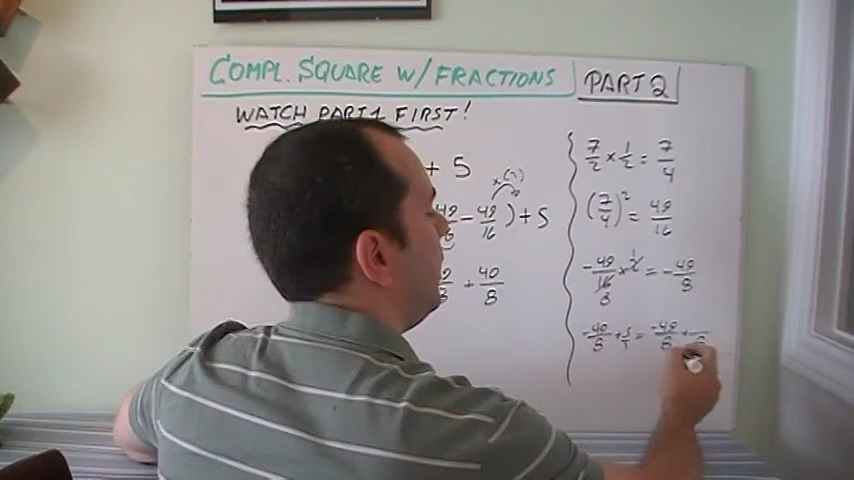 COMPL. SQUARE W/ FRACTIONS PART 2
WATCH PART 1 FIRST!
+ 5
49/16 - 49/16 ) + 5
×(2)
+ 40/8
7/2 × 1/2 = 7/4
(7/4)² = 49/16
-49/16 × 2 = -49/8
8
1
-49/8 + 5/1 = -49/8 + /8